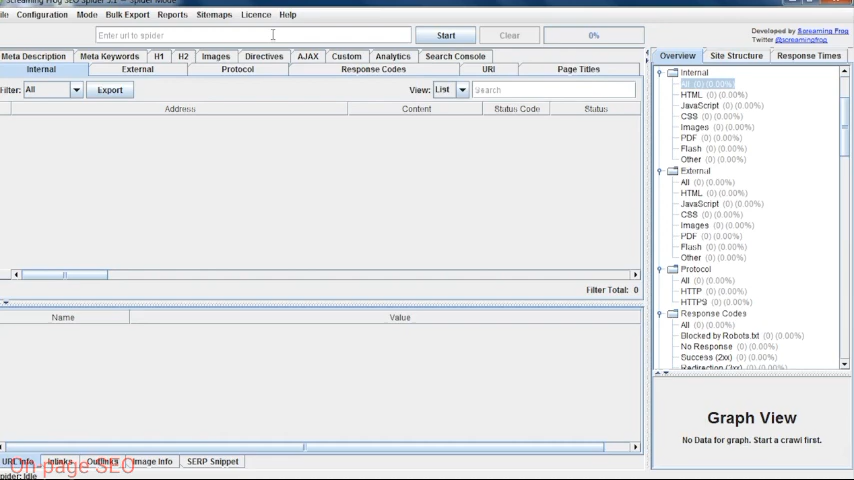 Screaming Frog SEO Spider 5.1 - Spider Mode
ile Configuration Mode Bulk Export Reports Sitemaps Licence Help
Enter url to spider Start Clear 0%
Developed by Screaming Frog
Twitter @screamingfrog
Meta Description Meta Keywords H1 H2 Images Directives AJAX Custom Analytics Search Console
Internal External Protocol Response Codes URI Page Titles
Filter: All Export View: List Search
Address Content Status Code Status
Filter Total: 0
Name Value
URL Info Inlinks Outlinks Image Info SERP Snippet
On-page SEO
pider: Idle
Overview Site Structure Response Times
Internal
All (0) (0.00%)
HTML (0) (0.00%)
JavaScript (0) (0.00%)
CSS (0) (0.00%)
Images (0) (0.00%)
PDF (0) (0.00%)
Flash (0) (0.00%)
Other (0) (0.00%)
External
All (0) (0.00%)
HTML (0) (0.00%)
JavaScript (0) (0.00%)
CSS (0) (0.00%)
Images (0) (0.00%)
PDF (0) (0.00%)
Flash (0) (0.00%)
Other (0) (0.00%)
Protocol
All (0) (0.00%)
HTTP (0) (0.00%)
HTTPS (0) (0.00%)
Response Codes
All (0) (0.00%)
Blocked by Robots.txt (0) (0.00%)
No Response (0) (0.00%)
Success (2xx) (0) (0.00%)
Redirection (3xx) (0) (0.00%)
Graph View
No Data for graph. Start a crawl first.